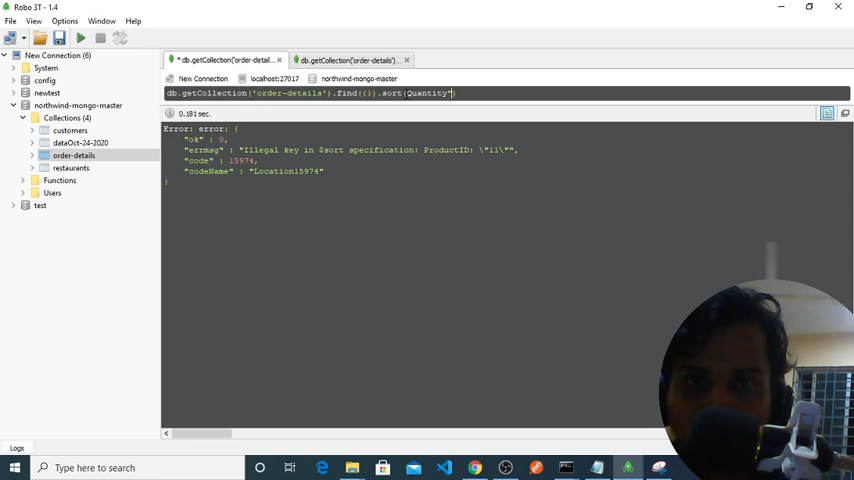 Robo 3T - 1.4
File View Options Window Help
New Connection (6)
System
config
newtest
northwind-mongo-master
Collections (4)
customers
dataOct-24-2020
order-details
restaurants
Functions
Users
test
* db.getCollection('order-detail...
db.getCollection('order-details')...
New Connection localhost:27017 northwind-mongo-master
db.getCollection('order-details').find({}).sort(Quantity")
0.181 sec.
Error: error: {
"ok" : 0,
"errmsg" : "Illegal key in $sort specification: ProductID: \"11\"",
"code" : 15974,
"codeName" : "Location15974"
}
Logs
Type here to search